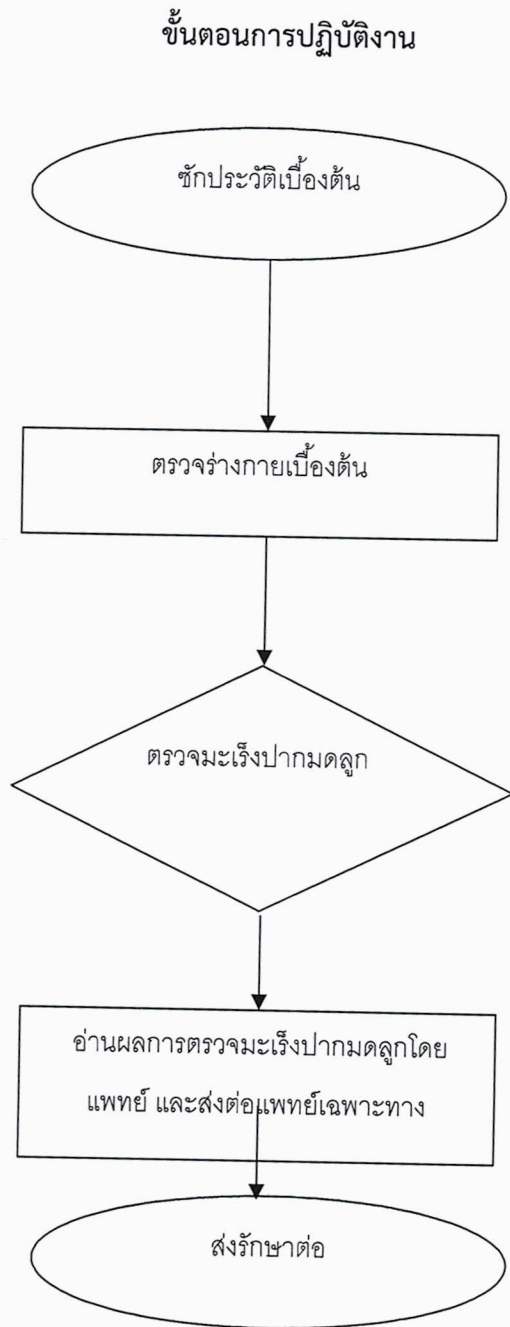 ขั้นตอนการปฏิบัติงาน
ซักประวัติเบื้องต้น
ตรวจร่างกายเบื้องต้น
ตรวจมะเร็งปากมดลูก
อ่านผลการตรวจมะเร็งปากมดลูกโดย
แพทย์ และส่งต่อแพทย์เฉพาะทาง
ส่งรักษาต่อ